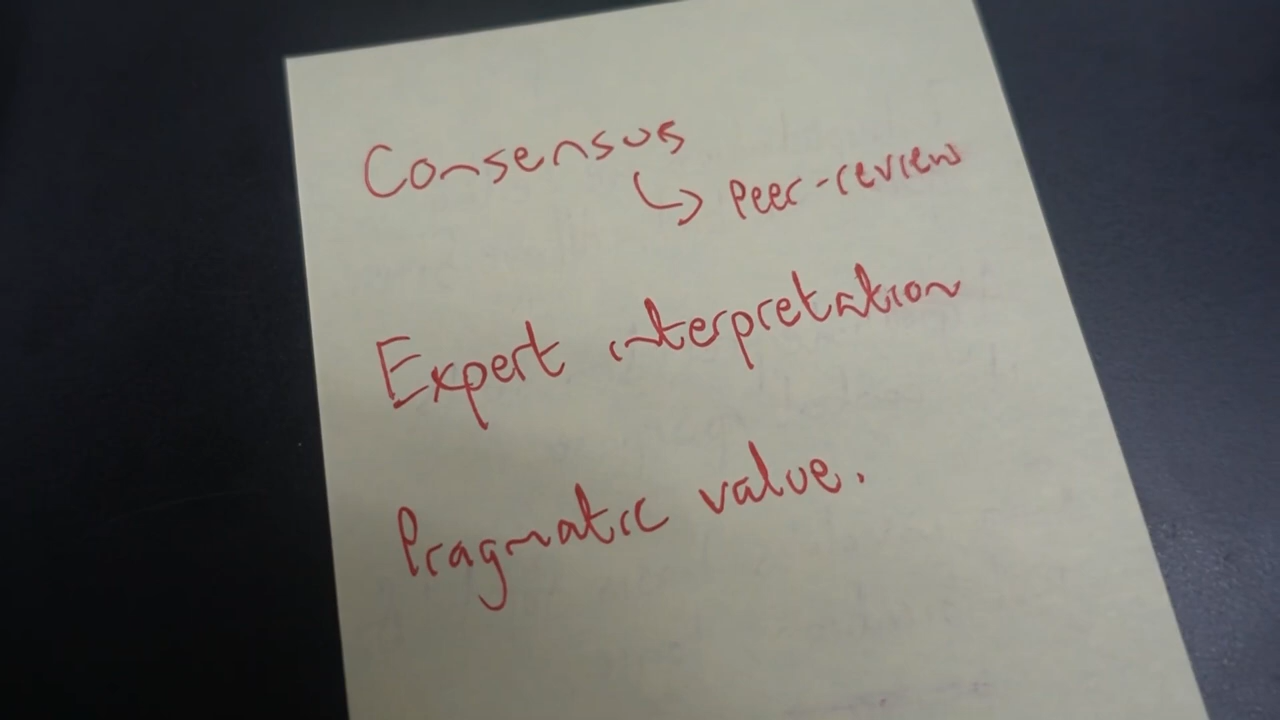 Consensus
↳ peer-review
Expert interpretation
Pragmatic value.